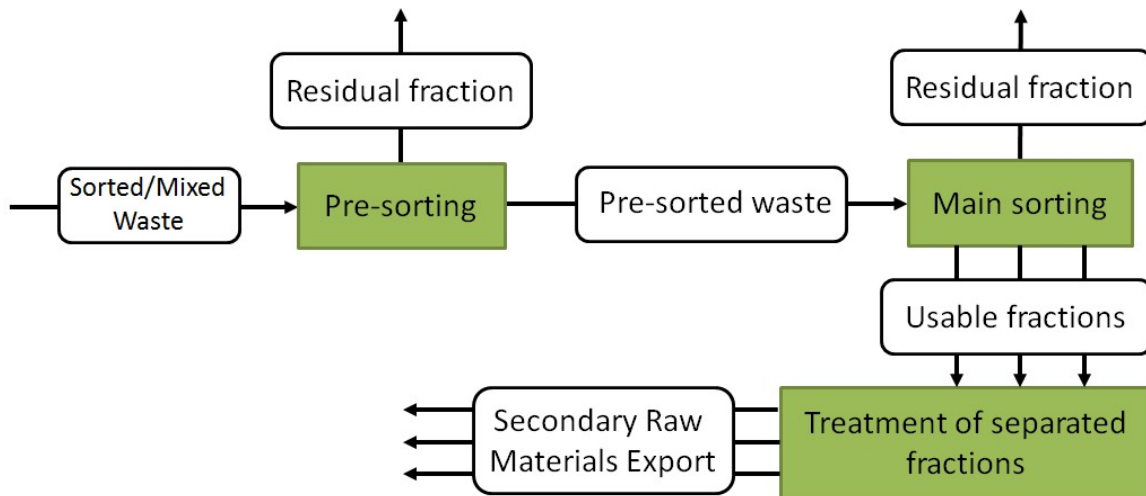 Residual fraction
Residual fraction
Sorted/Mixed
Waste
Pre-sorting
Pre-sorted waste
Main sorting
Usable fractions
Secondary Raw
Materials Export
Treatment of separated
fractions